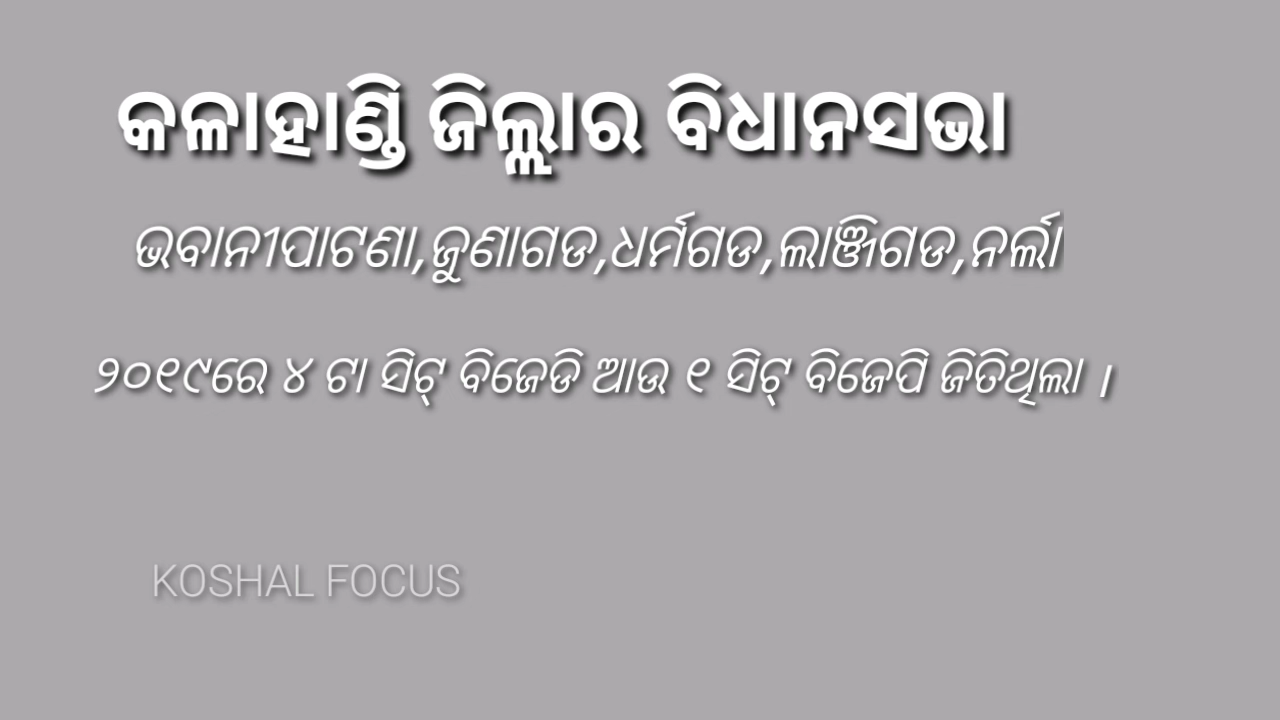 କଳାହାଣ୍ଡି ଜିଲ୍ଲାର ବିଧାନସଭା
ଭବାନୀପାଟଣା,ଜୁଣାଗଡ,ଧର୍ମଗଡ,ଲାଞ୍ଜିଗଡ,ନର୍ଲା
୨୦୧୯ରେ ୪ ଟା ସିଟ୍ ବିଜେଡି ଆଉ ୧ ସିଟ୍ ବିଜେପି ଜିତିଥିଲା ।
KOSHAL FOCUS